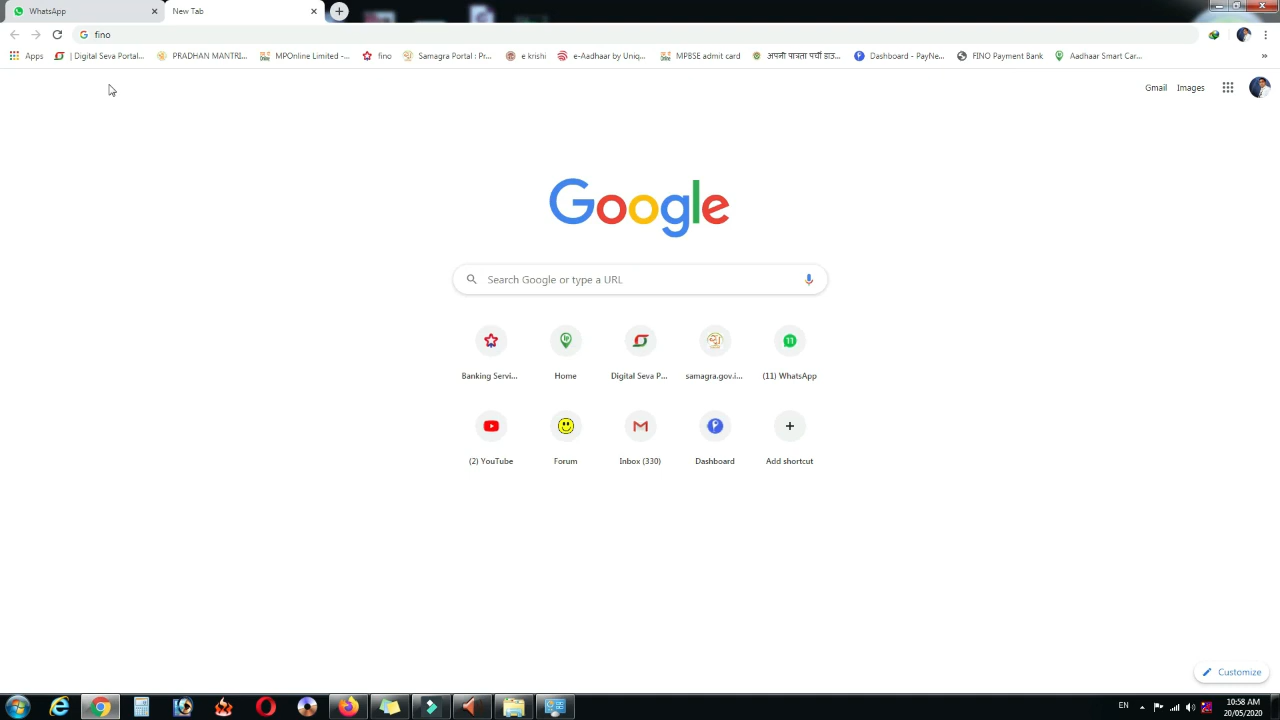 WhatsApp
New Tab
fino
Apps
| Digital Seva Portal...
PRADHAN MANTRI...
MPOnline Limited -...
fino
Samagra Portal : Pr...
e krishi
e-Aadhaar by Uniq...
MPBSE admit card
अपनी पात्रता पर्ची डाउ...
Dashboard - PayNe...
FINO Payment Bank
Aadhaar Smart Car...
»
Gmail
Images
Google
Search Google or type a URL
Banking Servi...
Home
Digital Seva P...
samagra.gov.i...
(11) WhatsApp
(2) YouTube
Forum
Inbox (330)
Dashboard
Add shortcut
Customize
EN
10:58 AM
20/05/2020